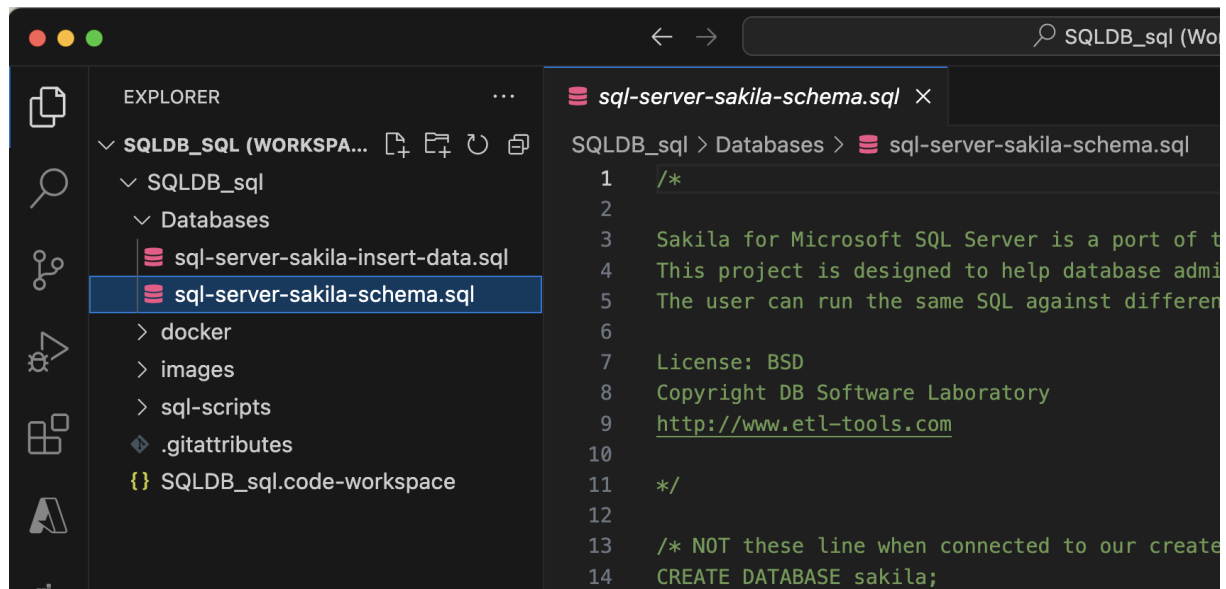 SQLDB_sql (Wor
EXPLORER
SQLDB_SQL (WORKSPA...
SQLDB_sql
Databases
sql-server-sakila-insert-data.sql
sql-server-sakila-schema.sql
docker
images
sql-scripts
.gitattributes
{} SQLDB_sql.code-workspace
sql-server-sakila-schema.sql
SQLDB_sql > Databases > sql-server-sakila-schema.sql
1 /*
2
3 Sakila for Microsoft SQL Server is a port of t
4 This project is designed to help database admi
5 The user can run the same SQL against differen
6
7 License: BSD
8 Copyright DB Software Laboratory
9 http://www.etl-tools.com
10
11 */
12
13 /* NOT these line when connected to our create
14 CREATE DATABASE sakila;